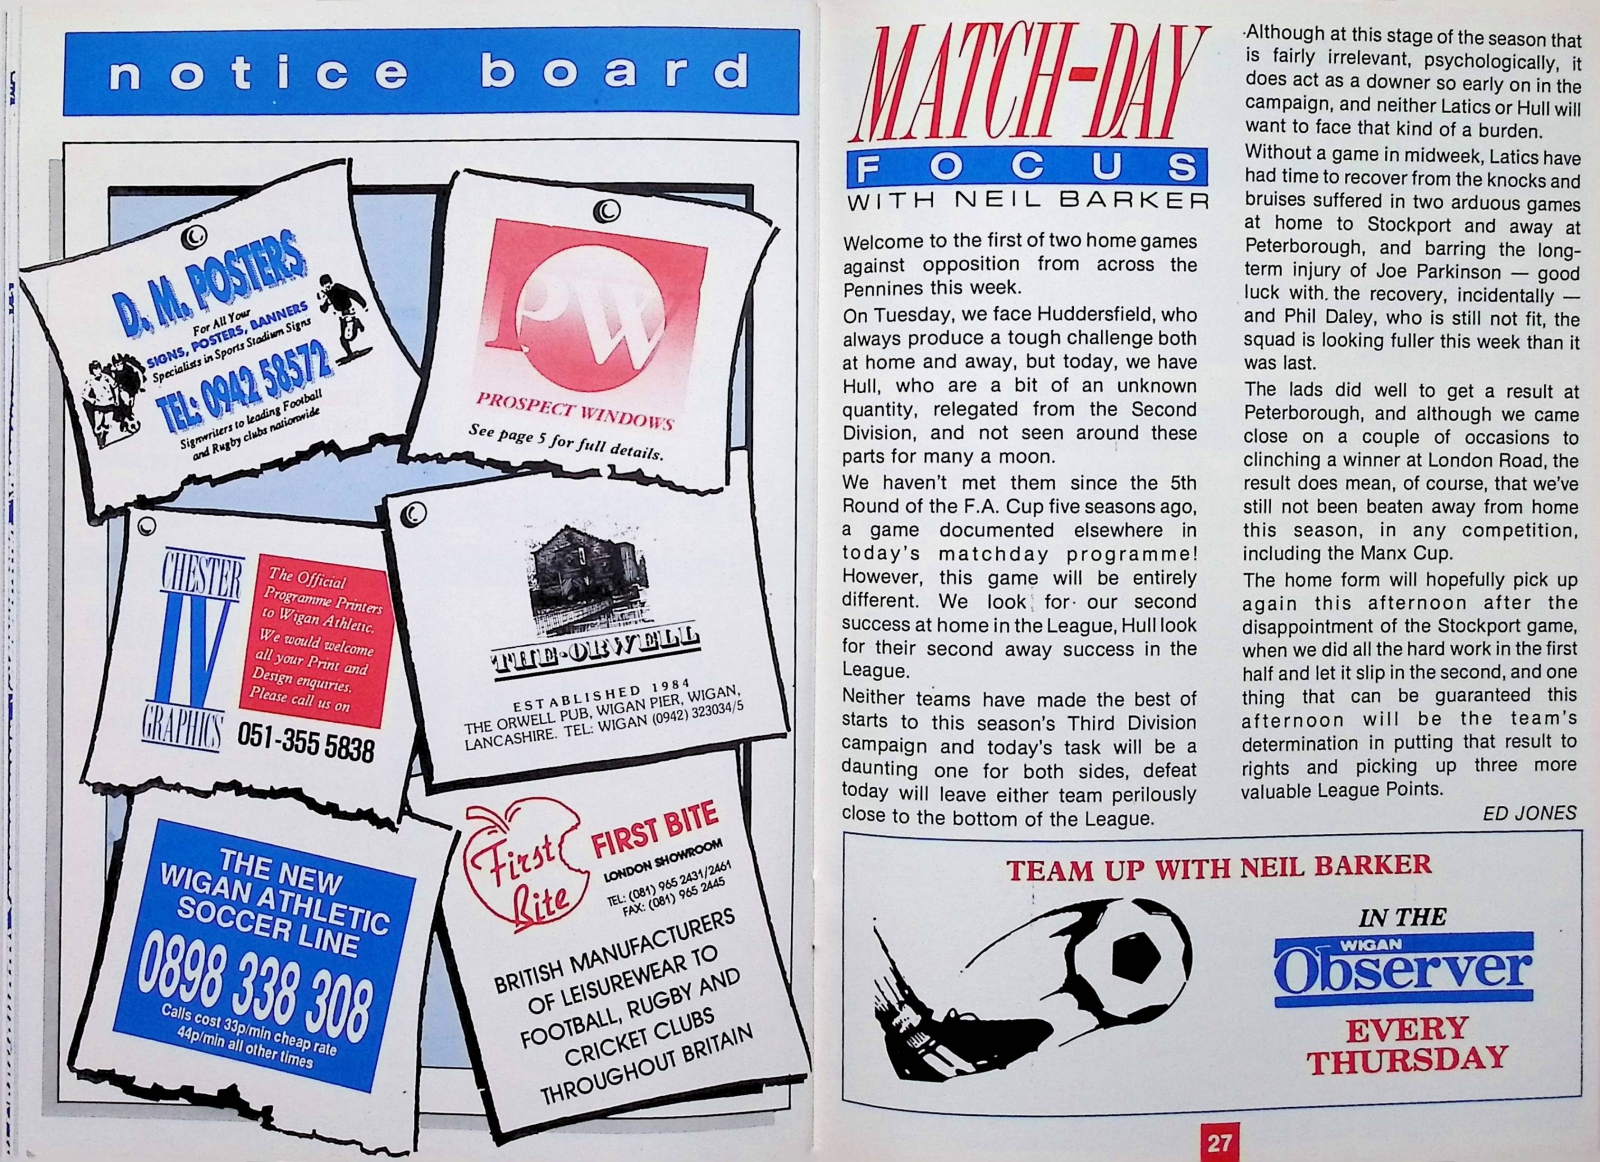 notice board
D. M. POSTERS
For All Your
SIGNS, POSTERS, BANNERS
Specialists in Sports Stadium Signs
TEL: 0942 58572
Signwriters to leading Football
and Rugby clubs nationwide
PW
PROSPECT WINDOWS
See page 5 for full details.
CHESTER
IV
GRAPHICS
The Official
Programme Printers
to Wigan Athletic.
We would welcome
all your Print and
Design enquiries.
Please call us on
051-355 5838
THE·ORWELL
ESTABLISHED 1984
THE ORWELL PUB, WIGAN PIER, WIGAN,
LANCASHIRE. TEL: WIGAN (0942) 323034/5
THE NEW
WIGAN ATHLETIC
SOCCER LINE
0898 338 308
Calls cost 33p/min cheap rate
44p/min all other times
First
Bite
FIRST BITE
LONDON SHOWROOM
TEL: (081) 965 2431/2461
FAX: (081) 965 2445
BRITISH MANUFACTURERS
OF LEISUREWEAR TO
FOOTBALL, RUGBY AND
CRICKET CLUBS
THROUGHOUT BRITAIN
MATCH-DAY
FOCUS
WITH NEIL BARKER
Welcome to the first of two home games
against opposition from across the
Pennines this week.
On Tuesday, we face Huddersfield, who
always produce a tough challenge both
at home and away, but today, we have
Hull, who are a bit of an unknown
quantity, relegated from the Second
Division, and not seen around these
parts for many a moon.
We haven't met them since the 5th
Round of the F.A. Cup five seasons ago,
a game documented elsewhere in
today's matchday programme!
However, this game will be entirely
different. We look for our second
success at home in the League, Hull look
for their second away success in the
League.
Neither teams have made the best of
starts to this season's Third Division
campaign and today's task will be a
daunting one for both sides, defeat
today will leave either team perilously
close to the bottom of the League.
Although at this stage of the season that
is fairly irrelevant, psychologically, it
does act as a downer so early on in the
campaign, and neither Latics or Hull will
want to face that kind of a burden.
Without a game in midweek, Latics have
had time to recover from the knocks and
bruises suffered in two arduous games
at home to Stockport and away at
Peterborough, and barring the long-
term injury of Joe Parkinson — good
luck with. the recovery, incidentally —
and Phil Daley, who is still not fit, the
squad is looking fuller this week than it
was last.
The lads did well to get a result at
Peterborough, and although we came
close on a couple of occasions to
clinching a winner at London Road, the
result does mean, of course, that we've
still not been beaten away from home
this season, in any competition,
including the Manx Cup.
The home form will hopefully pick up
again this afternoon after the
disappointment of the Stockport game,
when we did all the hard work in the first
half and let it slip in the second, and one
thing that can be guaranteed this
afternoon will be the team's
determination in putting that result to
rights and picking up three more
valuable League Points.
ED JONES
TEAM UP WITH NEIL BARKER
IN THE
WIGAN
Observer
EVERY
THURSDAY
27